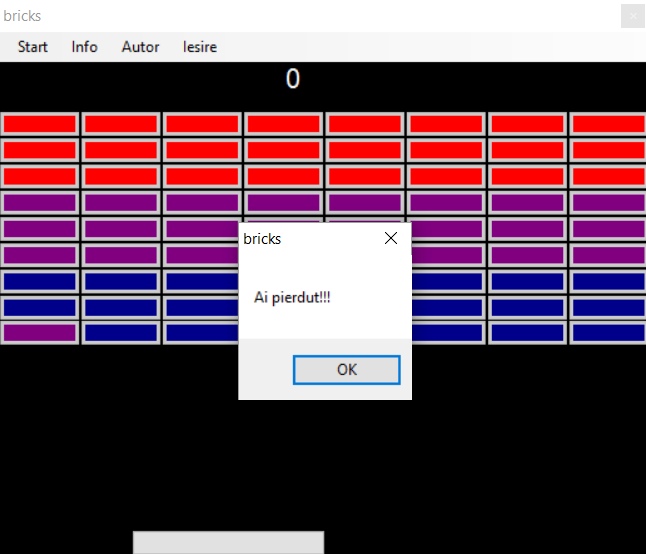 bricks
Start Info Autor Iesire
0
bricks
Ai pierdut!!!
OK